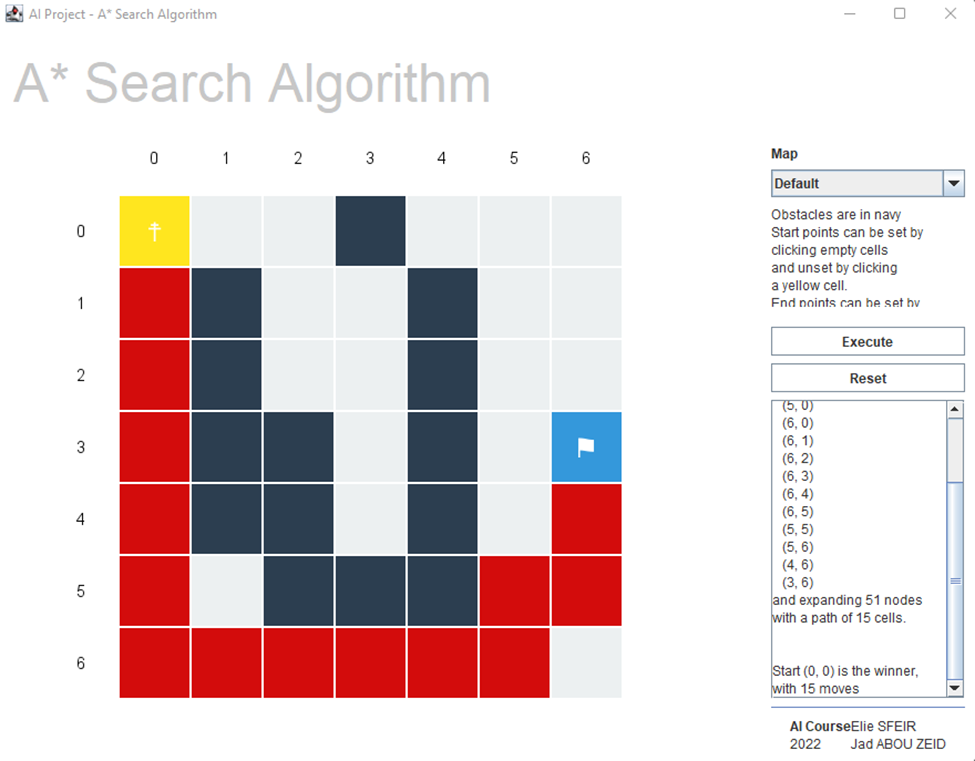 AI Project - A* Search Algorithm
A* Search Algorithm
0 1 2 3 4 5 6
0
1
2
3
4
5
6
Map
Default
Obstacles are in navy
Start points can be set by
clicking empty cells
and unset by clicking
a yellow cell.
End points can be set by
Execute
Reset
(5, 0)
(6, 0)
(6, 1)
(6, 2)
(6, 3)
(6, 4)
(6, 5)
(5, 5)
(5, 6)
(4, 6)
(3, 6)
and expanding 51 nodes
with a path of 15 cells.
Start (0, 0) is the winner,
with 15 moves
AI Course Elie SFEIR
2022 Jad ABOU ZEID